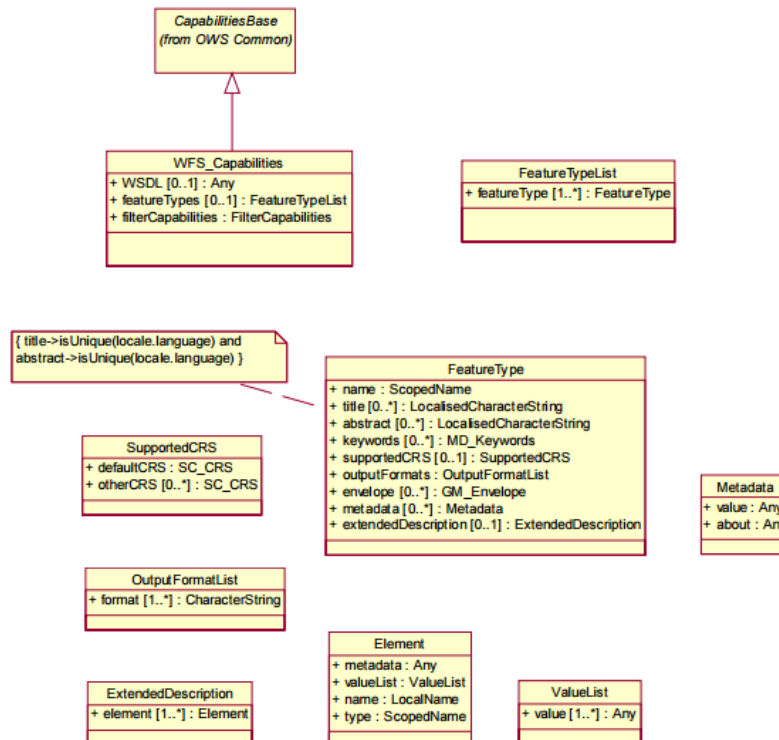 CapabilitiesBase
(from OWS Common)
WFS_Capabilities
+ WSDL [0..1] : Any
+ featureTypes [0..1] : FeatureTypeList
+ filterCapabilities : FilterCapabilities
FeatureTypeList
+ featureType [1..*] : FeatureType
{ title->isUnique(locale.language) and
abstract->isUnique(locale.language) }
FeatureType
+ name : ScopedName
+ title [0..*] : LocalisedCharacterString
+ abstract [0..*] : LocalisedCharacterString
+ keywords [0..*] : MD_Keywords
+ supportedCRS [0..1] : SupportedCRS
+ outputFormats : OutputFormatList
+ envelope [0..*] : GM_Envelope
+ metadata [0..*] : Metadata
+ extendedDescription [0..1] : ExtendedDescription
SupportedCRS
+ defaultCRS : SC_CRS
+ otherCRS [0..*] : SC_CRS
Metadata
+ value : Any
+ about : An
OutputFormatList
+ format [1..*] : CharacterString
Element
+ metadata : Any
+ valueList : ValueList
+ name : LocalName
+ type : ScopedName
ExtendedDescription
+ element [1..*] : Element
ValueList
+ value [1..*] : Any